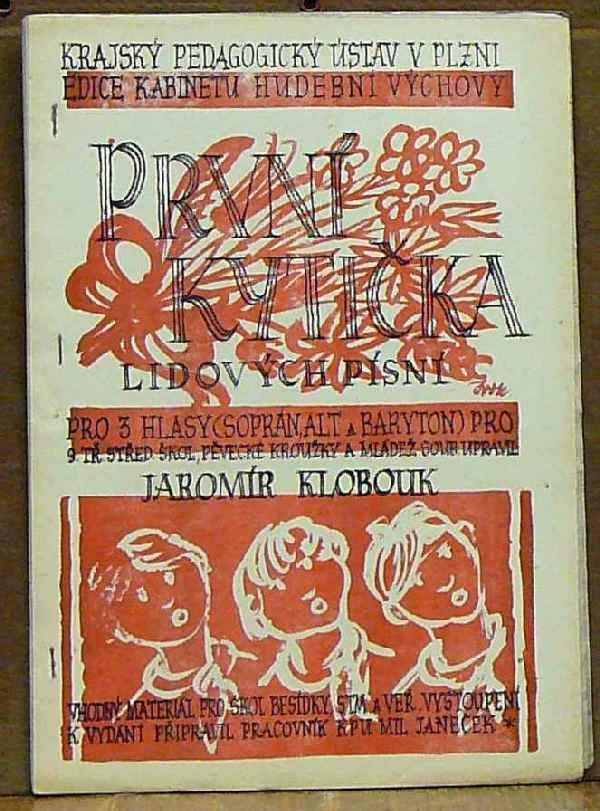 KRAJSKÝ PEDAGOGICKÝ ÚSTAV V PLZNI
EDICE KABINETU HUDEBNÍ VÝCHOVY
PRVNÍ
KYTIČKA
LIDOVÝCH PÍSNÍ
PRO 3 HLASY (SOPRÁN, ALT A BARYTON) PRO
9. TŘ. STŘED. ŠKOL, PĚVECKÉ KROUŽKY A MLÁDEŽ. SOUB. UPRAVIL
JAROMÍR KLOBOUK
VHODNÝ MATERIÁL PRO ŠKOL. BESÍDKY, STM A VEŘ. VYSTOUPENÍ
K VYDÁNÍ PŘIPRAVIL PRACOVNÍK KPÚ MIL. JANEČEK *